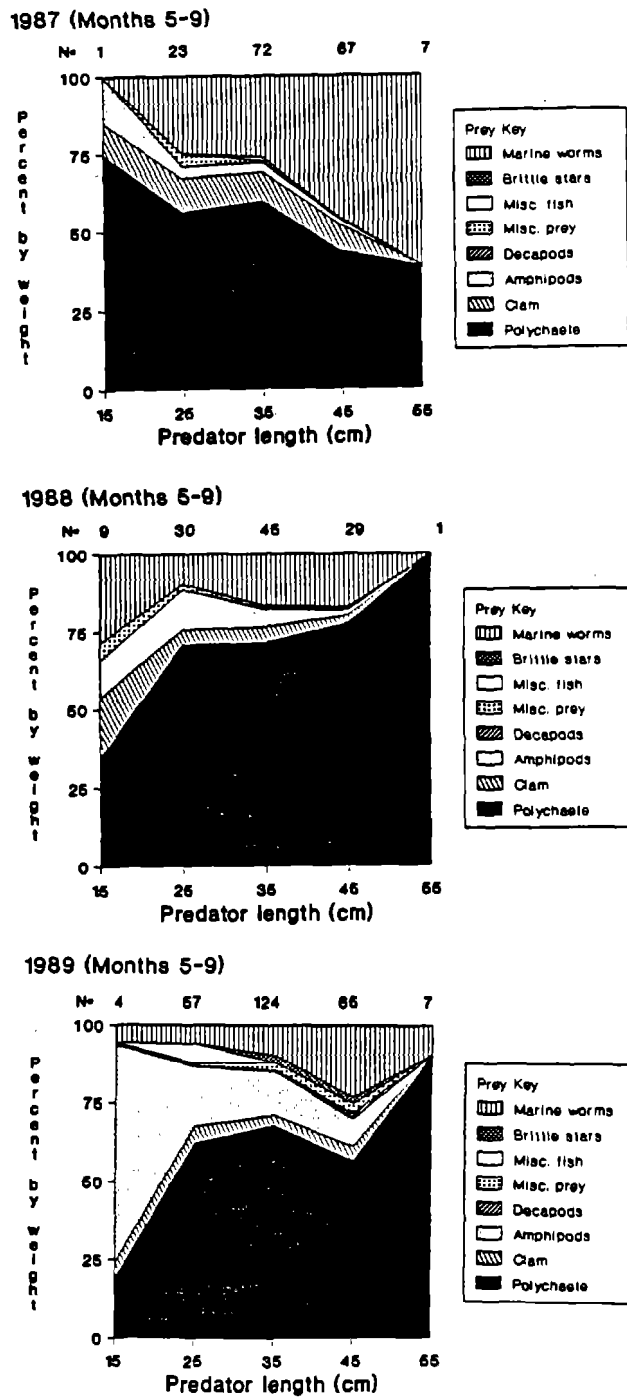 1987 (Months 5-9)
N= 1 23 72 67 7
Percent by weight
100
75
50
25
0
15 25 35 45 55
Predator length (cm)
Prey Key
Marine worms
Brittle stars
Misc. fish
Misc. prey
Decapods
Amphipods
Clam
Polychaete
1988 (Months 5-9)
N= 9 30 45 29 1
Percent by weight
100
75
50
25
0
15 25 35 45 55
Predator length (cm)
Prey Key
Marine worms
Brittle stars
Misc. fish
Misc. prey
Decapods
Amphipods
Clam
Polychaete
1989 (Months 5-9)
N= 4 57 124 65 7
Percent by weight
100
75
50
25
0
15 25 35 45 55
Predator length (cm)
Prey Key
Marine worms
Brittle stars
Misc. fish
Misc. prey
Decapods
Amphipods
Clam
Polychaete